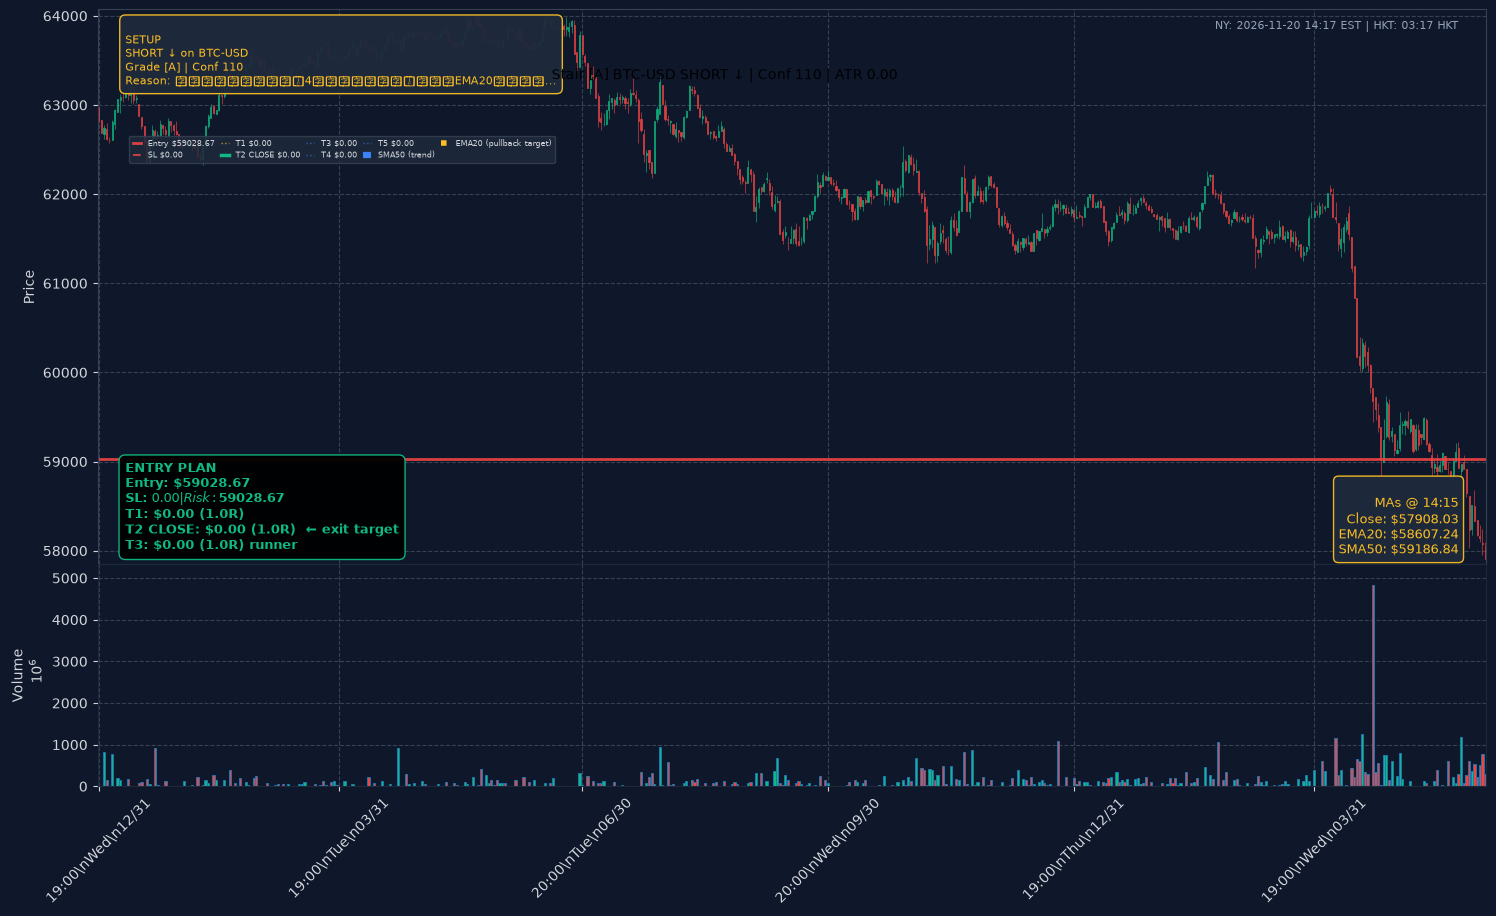 NY: 2026-11-20 14:17 EST | HKT: 03:17 HKT
SETUP
SHORT ↓ on BTC-USD
Grade [A] | Conf 110
Reason: 4 EMA20 ...
Stair [A] BTC-USD SHORT ↓ | Conf 110 | ATR 0.00
Entry $59028.67
SL $0.00
T1 $0.00
T2 CLOSE $0.00
T3 $0.00
T4 $0.00
T5 $0.00
SMA50 (trend)
EMA20 (pullback target)
Price
64000
63000
62000
61000
60000
59000
58000
ENTRY PLAN
Entry: $59028.67
SL: 0.00|Risk:59028.67
T1: $0.00 (1.0R)
T2 CLOSE: $0.00 (1.0R) ← exit target
T3: $0.00 (1.0R) runner
MAs @ 14:15
Close: $57908.03
EMA20: $58607.24
SMA50: $59186.84
Volume
10⁶
5000
4000
3000
2000
1000
0
19:00\nWed\n12/31
19:00\nTue\n03/31
20:00\nTue\n06/30
20:00\nWed\n09/30
19:00\nThu\n12/31
19:00\nWed\n03/31